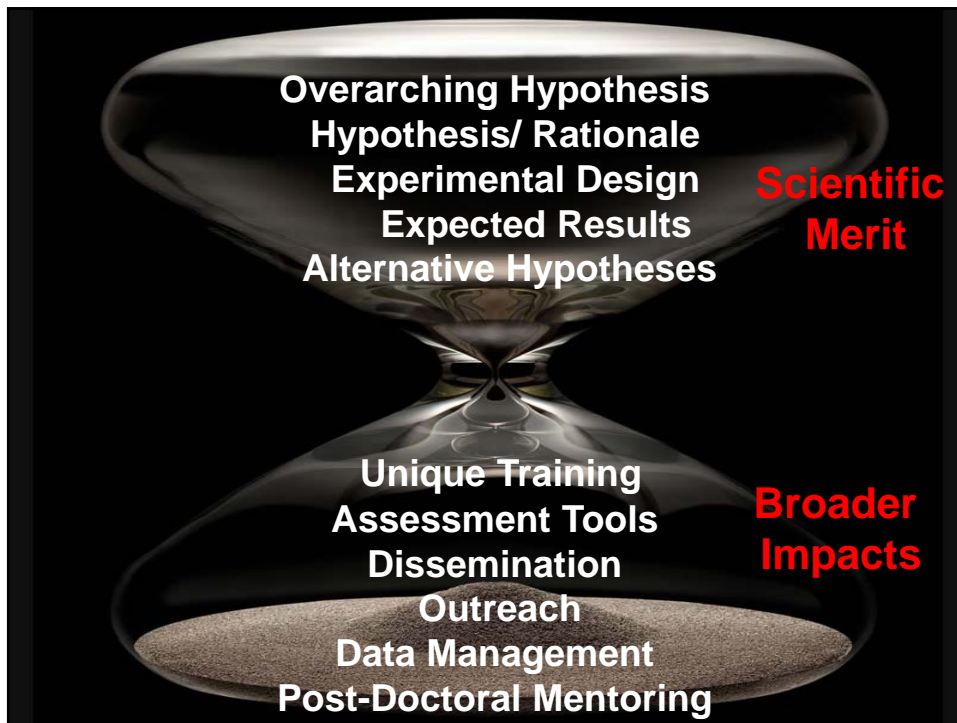 Overarching Hypothesis
Hypothesis/ Rationale
Experimental Design
Expected Results
Alternative Hypotheses
Scientific
Merit
Unique Training
Assessment Tools
Dissemination
Outreach
Data Management
Post-Doctoral Mentoring
Broader
Impacts